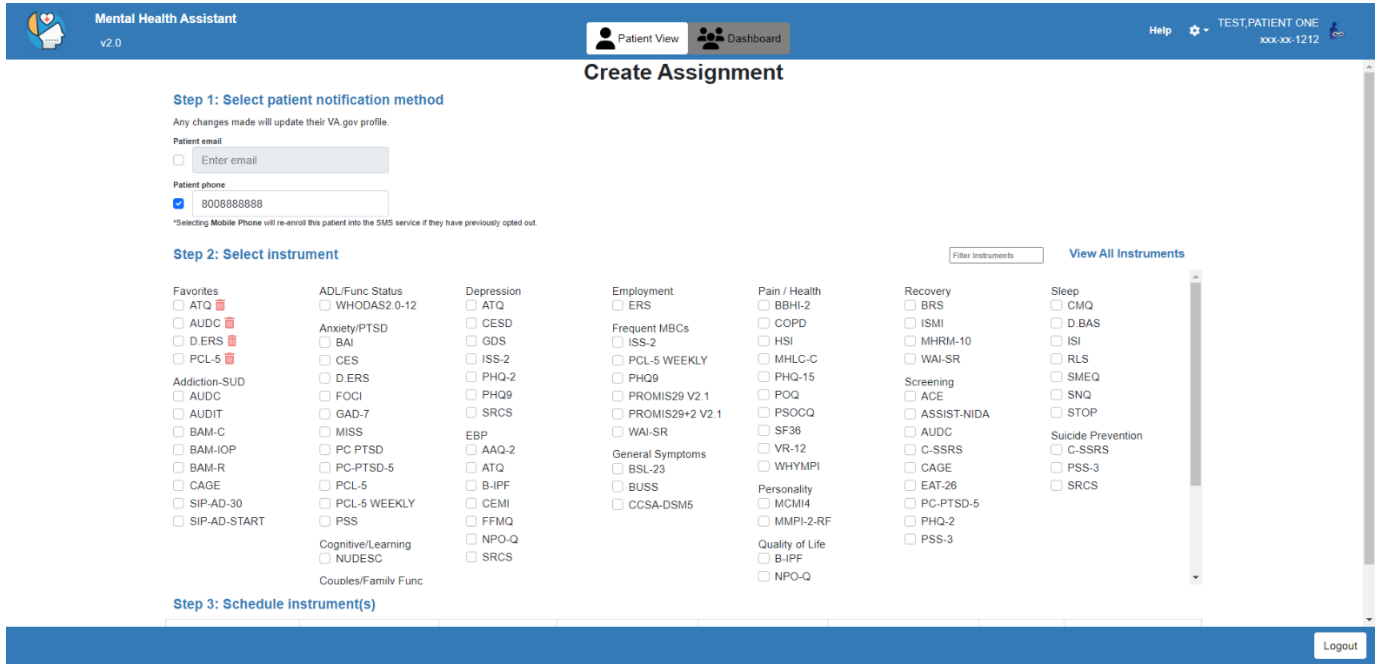 Mental Health Assistant
v2.0
Patient View
Dashboard
Help
TEST,PATIENT ONE
xxx-xx-1212
Create Assignment
Step 1: Select patient notification method
Any changes made will update their VA.gov profile.
Patient email
Enter email
Patient phone
8008888888
*Selecting Mobile Phone will re-enroll this patient into the SMS service if they have previously opted out.
Step 2: Select instrument
Filter Instruments
View All Instruments
Favorites
ATQ
AUDC
D.ERS
PCL-5
Addiction-SUD
AUDC
AUDIT
BAM-C
BAM-IOP
BAM-R
CAGE
SIP-AD-30
SIP-AD-START
ADL/Func Status
WHODAS2.0-12
Anxiety/PTSD
BAI
CES
D.ERS
FOCI
GAD-7
MISS
PC PTSD
PC-PTSD-5
PCL-5
PCL-5 WEEKLY
PSS
Cognitive/Learning
NUDESC
Couples/Family Func
Depression
ATQ
CESD
GDS
ISS-2
PHQ-2
PHQ9
SRCS
EBP
AAQ-2
ATQ
B-IPF
CEMI
FFMQ
NPO-Q
SRCS
Employment
ERS
Frequent MBCs
ISS-2
PCL-5 WEEKLY
PHQ9
PROMIS29 V2.1
PROMIS29+2 V2.1
WAI-SR
General Symptoms
BSL-23
BUSS
CCSA-DSM5
Pain / Health
BBHI-2
COPD
HSI
MHLC-C
PHQ-15
POQ
PSOCQ
SF36
VR-12
WHYMPI
Personality
MCMI4
MMPI-2-RF
Quality of Life
B-IPF
NPO-Q
Recovery
BRS
ISMI
MHRM-10
WAI-SR
Screening
ACE
ASSIST-NIDA
AUDC
C-SSRS
CAGE
EAT-26
PC-PTSD-5
PHQ-2
PSS-3
Sleep
CMQ
D.BAS
ISI
RLS
SMEQ
SNQ
STOP
Suicide Prevention
C-SSRS
PSS-3
SRCS
Step 3: Schedule instrument(s)
Logout